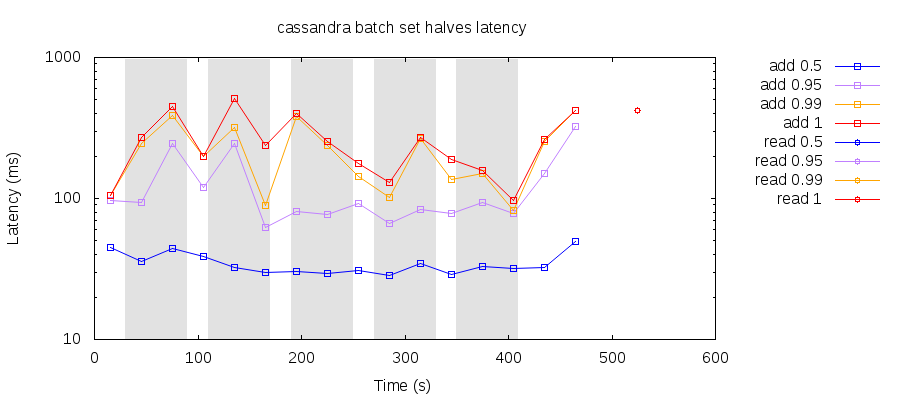 cassandra batch set halves latency
1000
100
10
Latency (ms)
0 100 200 300 400 500 600
Time (s)
add 0.5
add 0.95
add 0.99
add 1
read 0.5
read 0.95
read 0.99
read 1